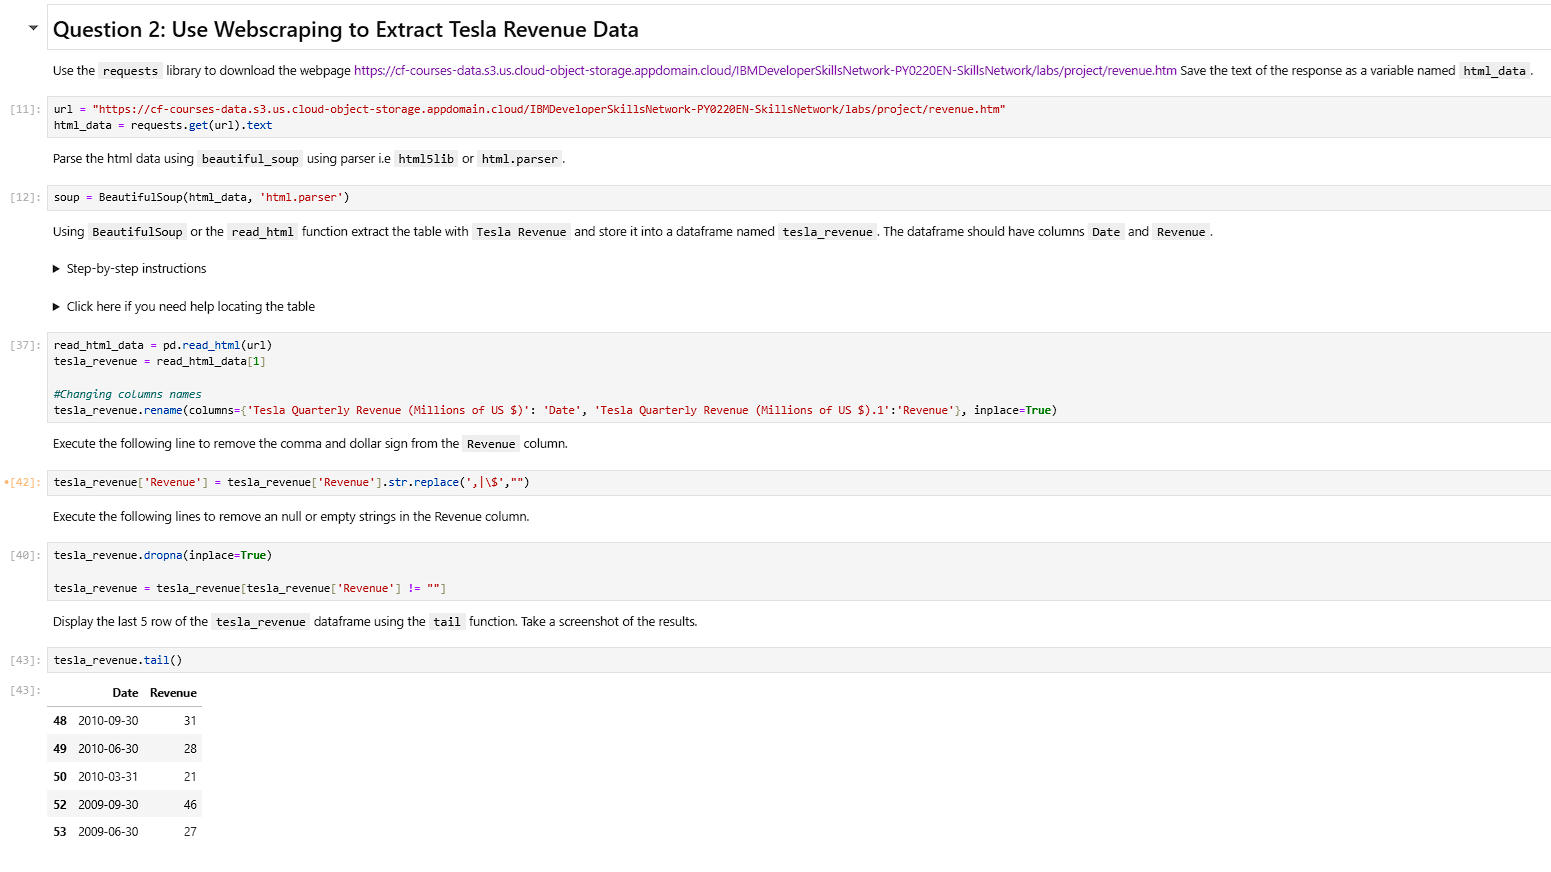 Question 2: Use Webscraping to Extract Tesla Revenue Data
Use the requests library to download the webpage https://cf-courses-data.s3.us.cloud-object-storage.appdomain.cloud/IBMDeveloperSkillsNetwork-PY0220EN-SkillsNetwork/labs/project/revenue.htm Save the text of the response as a variable named html_data.
[11]: url = "https://cf-courses-data.s3.us.cloud-object-storage.appdomain.cloud/IBMDeveloperSkillsNetwork-PY0220EN-SkillsNetwork/labs/project/revenue.htm"
html_data = requests.get(url).text
Parse the html data using beautiful_soup using parser i.e html5lib or html.parser.
[12]: soup = BeautifulSoup(html_data, 'html.parser')
Using BeautifulSoup or the read_html function extract the table with Tesla Revenue and store it into a dataframe named tesla_revenue. The dataframe should have columns Date and Revenue.
▶ Step-by-step instructions
▶ Click here if you need help locating the table
[37]: read_html_data = pd.read_html(url)
tesla_revenue = read_html_data[1]
#Changing columns names
tesla_revenue.rename(columns={'Tesla Quarterly Revenue (Millions of US $)': 'Date', 'Tesla Quarterly Revenue (Millions of US $).1':'Revenue'}, inplace=True)
Execute the following line to remove the comma and dollar sign from the Revenue column.
•[42]: tesla_revenue['Revenue'] = tesla_revenue['Revenue'].str.replace(',|\$',"")
Execute the following lines to remove an null or empty strings in the Revenue column.
[40]: tesla_revenue.dropna(inplace=True)
tesla_revenue = tesla_revenue[tesla_revenue['Revenue'] != ""]
Display the last 5 row of the tesla_revenue dataframe using the tail function. Take a screenshot of the results.
[43]: tesla_revenue.tail()
[43]: Date Revenue
48 2010-09-30 31
49 2010-06-30 28
50 2010-03-31 21
52 2009-09-30 46
53 2009-06-30 27